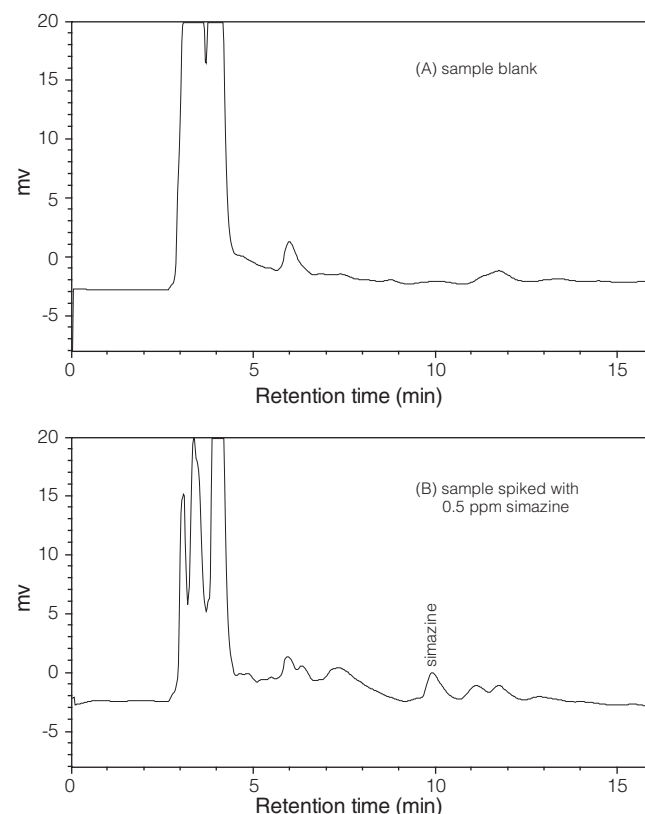 20
(A) sample blank
15
10
mv
5
0
-5
0 5 10 15
Retention time (min)
20
(B) sample spiked with
0.5 ppm simazine
15
10
mv
5
simazine
0
-5
0 5 10 15
Retention time (min)